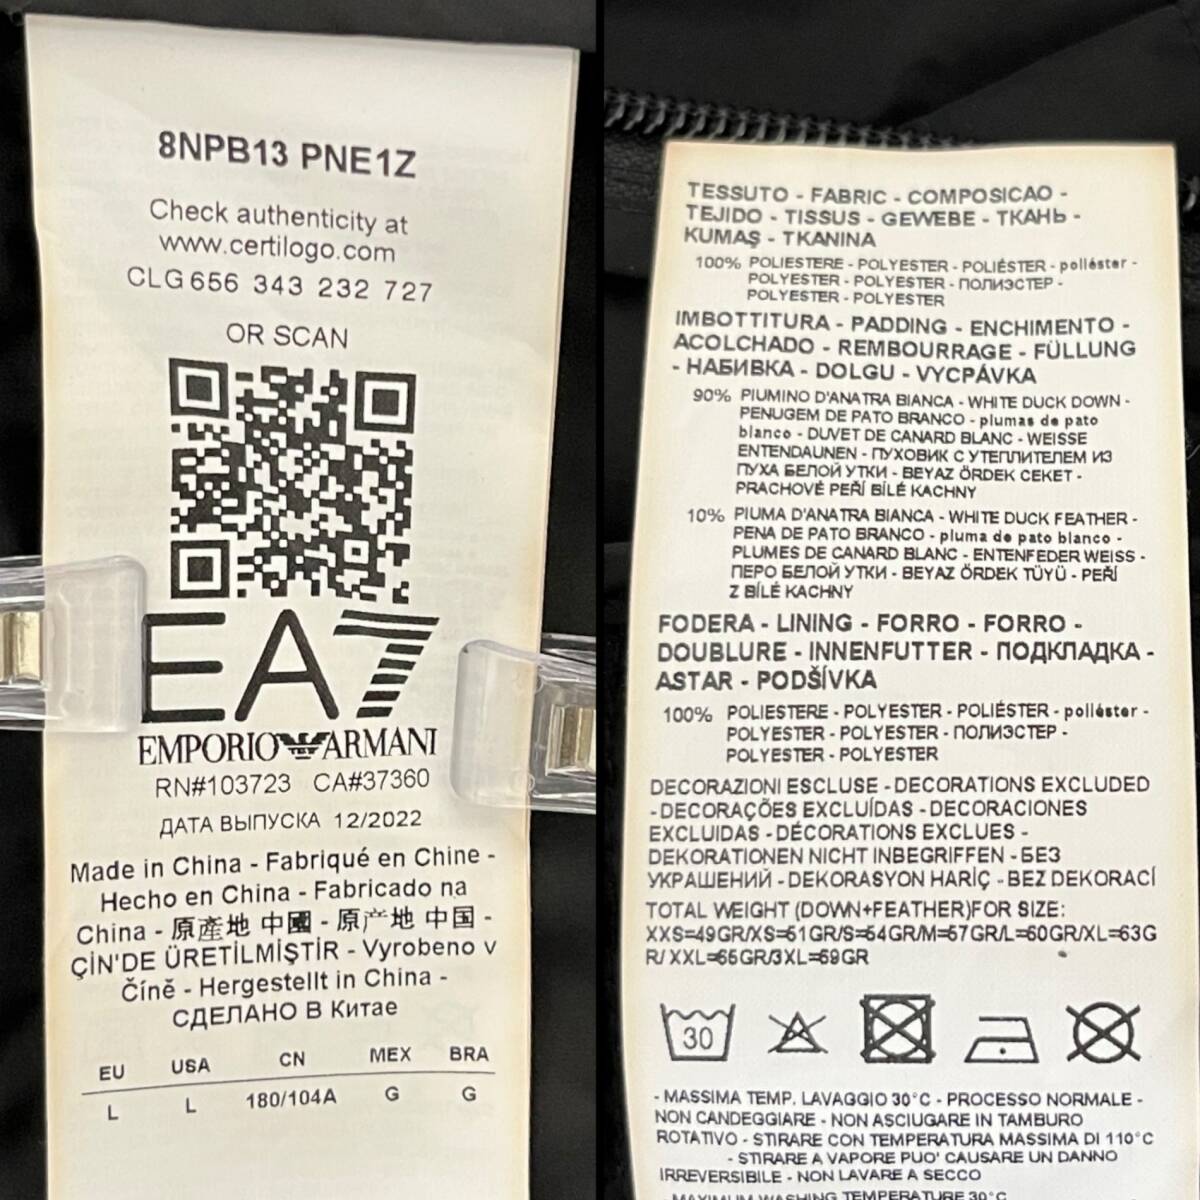 8NPB13 PNE1Z
Check authenticity at
www.certilogo.com
CLG 656 343 232 727
OR SCAN
EA7
EMPORIO ARMANI
RN#103723 CA#37360
ДАТА ВЫПУСКА 12/2022
Made in China - Fabriqué en Chine -
Hecho en China - Fabricado na
China - 原產地 中國 - 原产地 中国 -
ÇİN'DE ÜRETİLMİŞTİR - Vyrobeno v
Číně - Hergestellt in China -
СДЕЛАНО В Китае
EU USA CN MEX BRA
L L 180/104A G G
TESSUTO - FABRIC - COMPOSICAO -
TEJIDO - TISSUS - GEWEBE - ТКАНЬ -
KUMAŞ - TKANINA
100% POLIESTERE - POLYESTER - POLIÉSTER - poliéster -
POLYESTER - POLYESTER - ПОЛИЭСТЕР -
POLYESTER - POLYESTER
IMBOTTITURA - PADDING - ENCHIMENTO -
ACOLCHADO - REMBOURRAGE - FÜLLUNG
- НАБИВКА - DOLGU - VYCPÁVKA
90% PIUMINO D'ANATRA BIANCA - WHITE DUCK DOWN -
PENUGEM DE PATO BRANCO - plumas de pato
blanco - DUVET DE CANARD BLANC - WEISSE
ENTENDAUNEN - ПУХОВИК С УТЕПЛИТЕЛЕМ ИЗ
ПУХА БЕЛОЙ УТКИ - BEYAZ ÖRDEK CEKET -
PRACHOVÉ PEŘÍ BÍLÉ KACHNY
10% PIUMA D'ANATRA BIANCA - WHITE DUCK FEATHER -
PENA DE PATO BRANCO - pluma de pato blanco -
PLUMES DE CANARD BLANC - ENTENFEDER WEISS -
ПЕРО БЕЛОЙ УТКИ - BEYAZ ÖRDEK TÜYÜ - PEŘÍ
Z BÍLÉ KACHNY
FODERA - LINING - FORRO - FORRO -
DOUBLURE - INNENFUTTER - ПОДКЛАДКА -
ASTAR - PODŠÍVKA
100% POLIESTERE - POLYESTER - POLIÉSTER - poliéster -
POLYESTER - POLYESTER - ПОЛИЭСТЕР -
POLYESTER - POLYESTER
DECORAZIONI ESCLUSE - DECORATIONS EXCLUDED
- DECORAÇÕES EXCLUÍDAS - DECORACIONES
EXCLUIDAS - DÉCORATIONS EXCLUES -
DEKORATIONEN NICHT INBEGRIFFEN - БЕЗ
УКРАШЕНИЙ - DEKORASYON HARİÇ - BEZ DEKORACÍ
TOTAL WEIGHT (DOWN+FEATHER)FOR SIZE:
XXS=49GR/XS=51GR/S=54GR/M=57GR/L=60GR/XL=63G
R/ XXL=66GR/3XL=69GR
30
- MASSIMA TEMP. LAVAGGIO 30°C - PROCESSO NORMALE -
NON CANDEGGIARE - NON ASCIUGARE IN TAMBURO
ROTATIVO - STIRARE CON TEMPERATURA MASSIMA DI 110°C
- STIRARE A VAPORE PUO' CAUSARE UN DANNO
IRREVERSIBILE - NON LAVARE A SECCO
- MAXIMUM WASHING TEMPERATURE 30°C